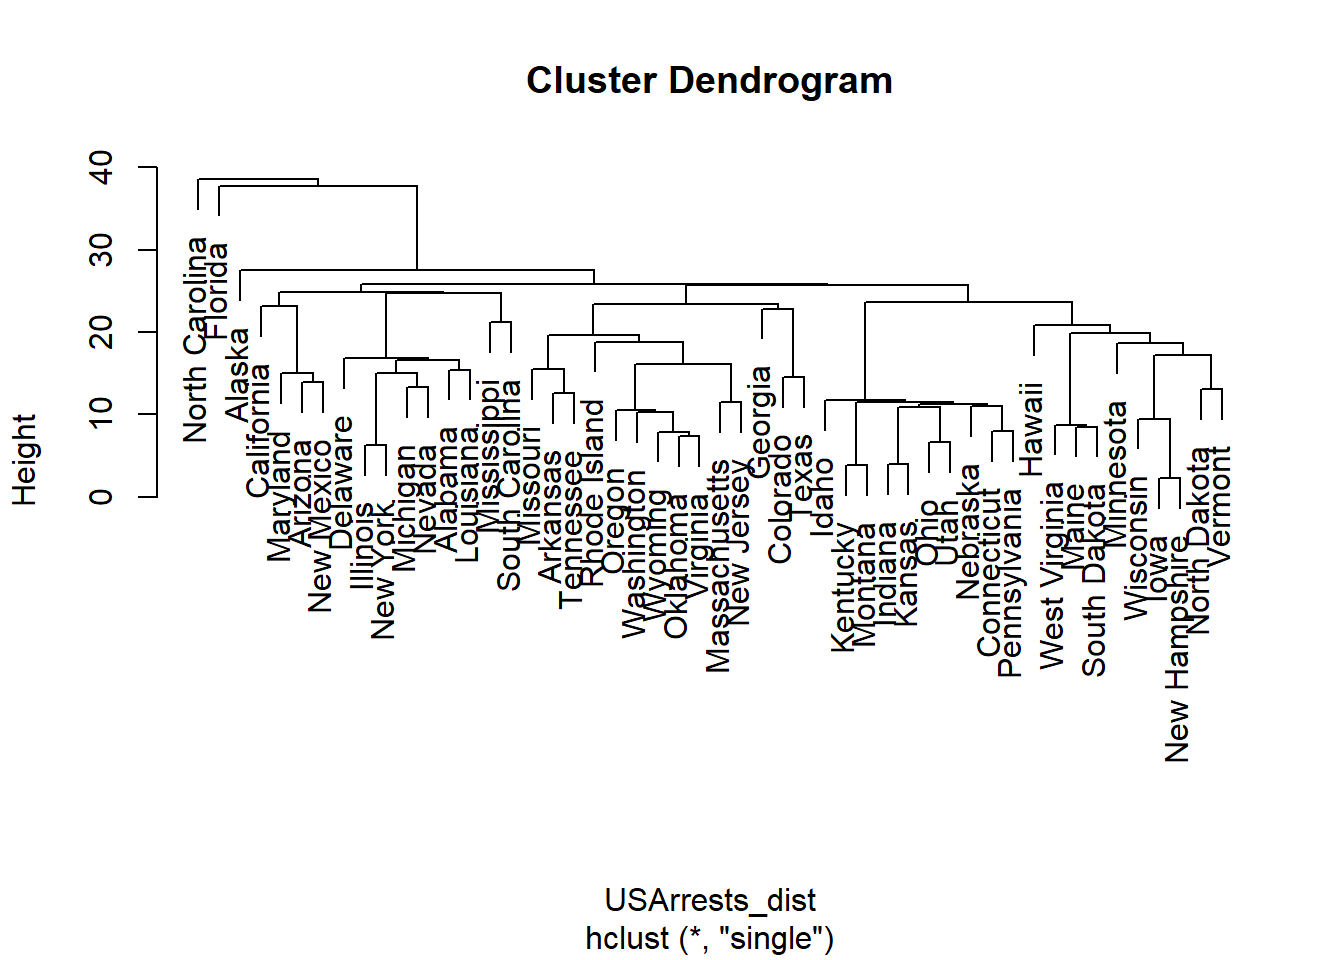 Cluster Dendrogram
Height
40
30
20
10
0
North Carolina
Florida
Alaska
California
Maryland
Arizona
New Mexico
Delaware
Illinois
New York
Michigan
Nevada
Alabama
Louisiana
Mississippi
South Carolina
Missouri
Arkansas
Tennessee
Rhode Island
Oregon
Washington
Wyoming
Oklahoma
Virginia
Massachusetts
New Jersey
Georgia
Colorado
Texas
Idaho
Kentucky
Montana
Indiana
Kansas
Ohio
Utah
Nebraska
Connecticut
Pennsylvania
Hawaii
West Virginia
Maine
South Dakota
Minnesota
Wisconsin
Iowa
New Hampshire
North Dakota
Vermont
USArrests_dist
hclust (*, "single")